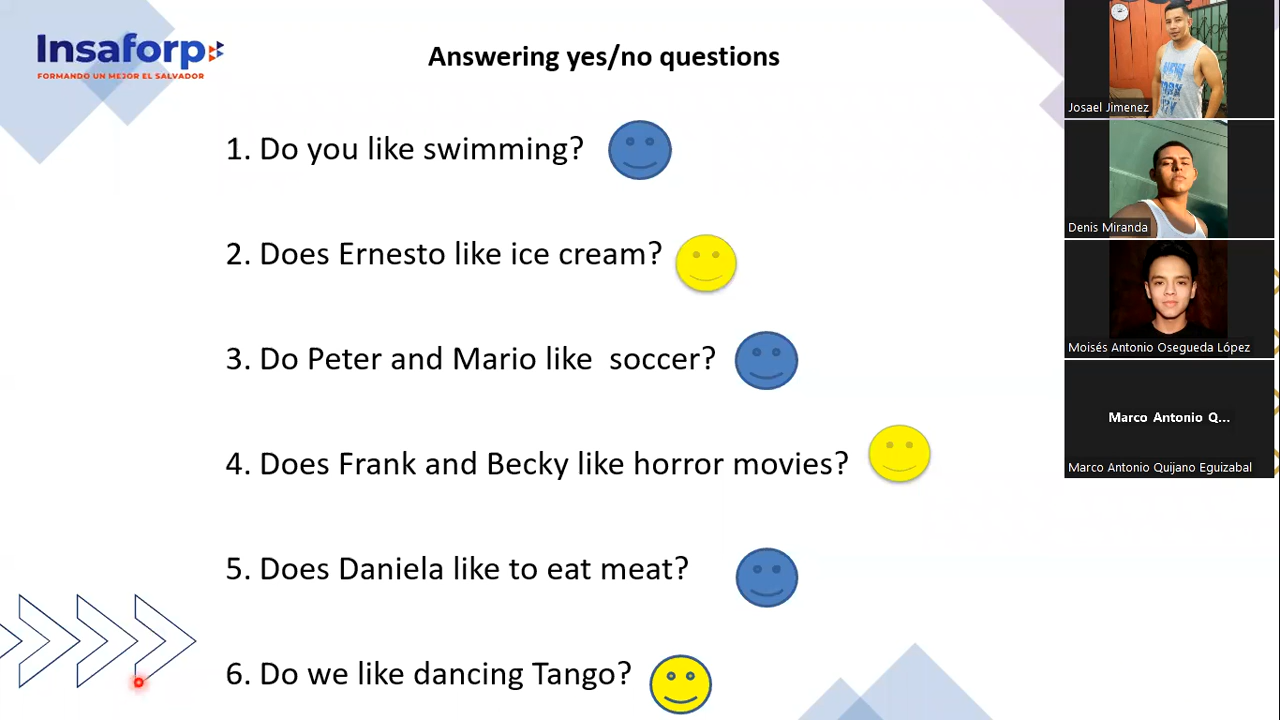 Insaforp
FORMANDO UN MEJOR EL SALVADOR
Answering yes/no questions
1. Do you like swimming?
2. Does Ernesto like ice cream?
3. Do Peter and Mario like soccer?
4. Does Frank and Becky like horror movies?
5. Does Daniela like to eat meat?
6. Do we like dancing Tango?
Josael Jimenez
Denis Miranda
Moisés Antonio Osegueda López
Marco Antonio Q...
Marco Antonio Quijano Eguizabal